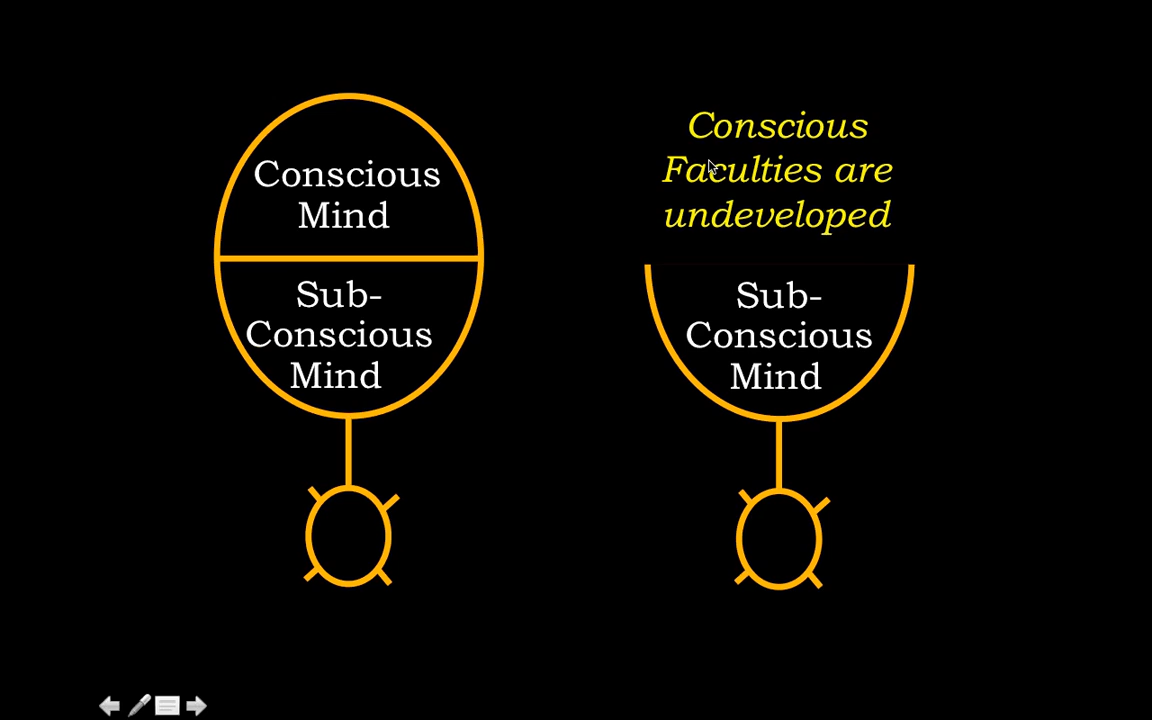 Conscious
Mind
Sub-
Conscious
Mind
Conscious
Faculties are
undeveloped
Sub-
Conscious
Mind